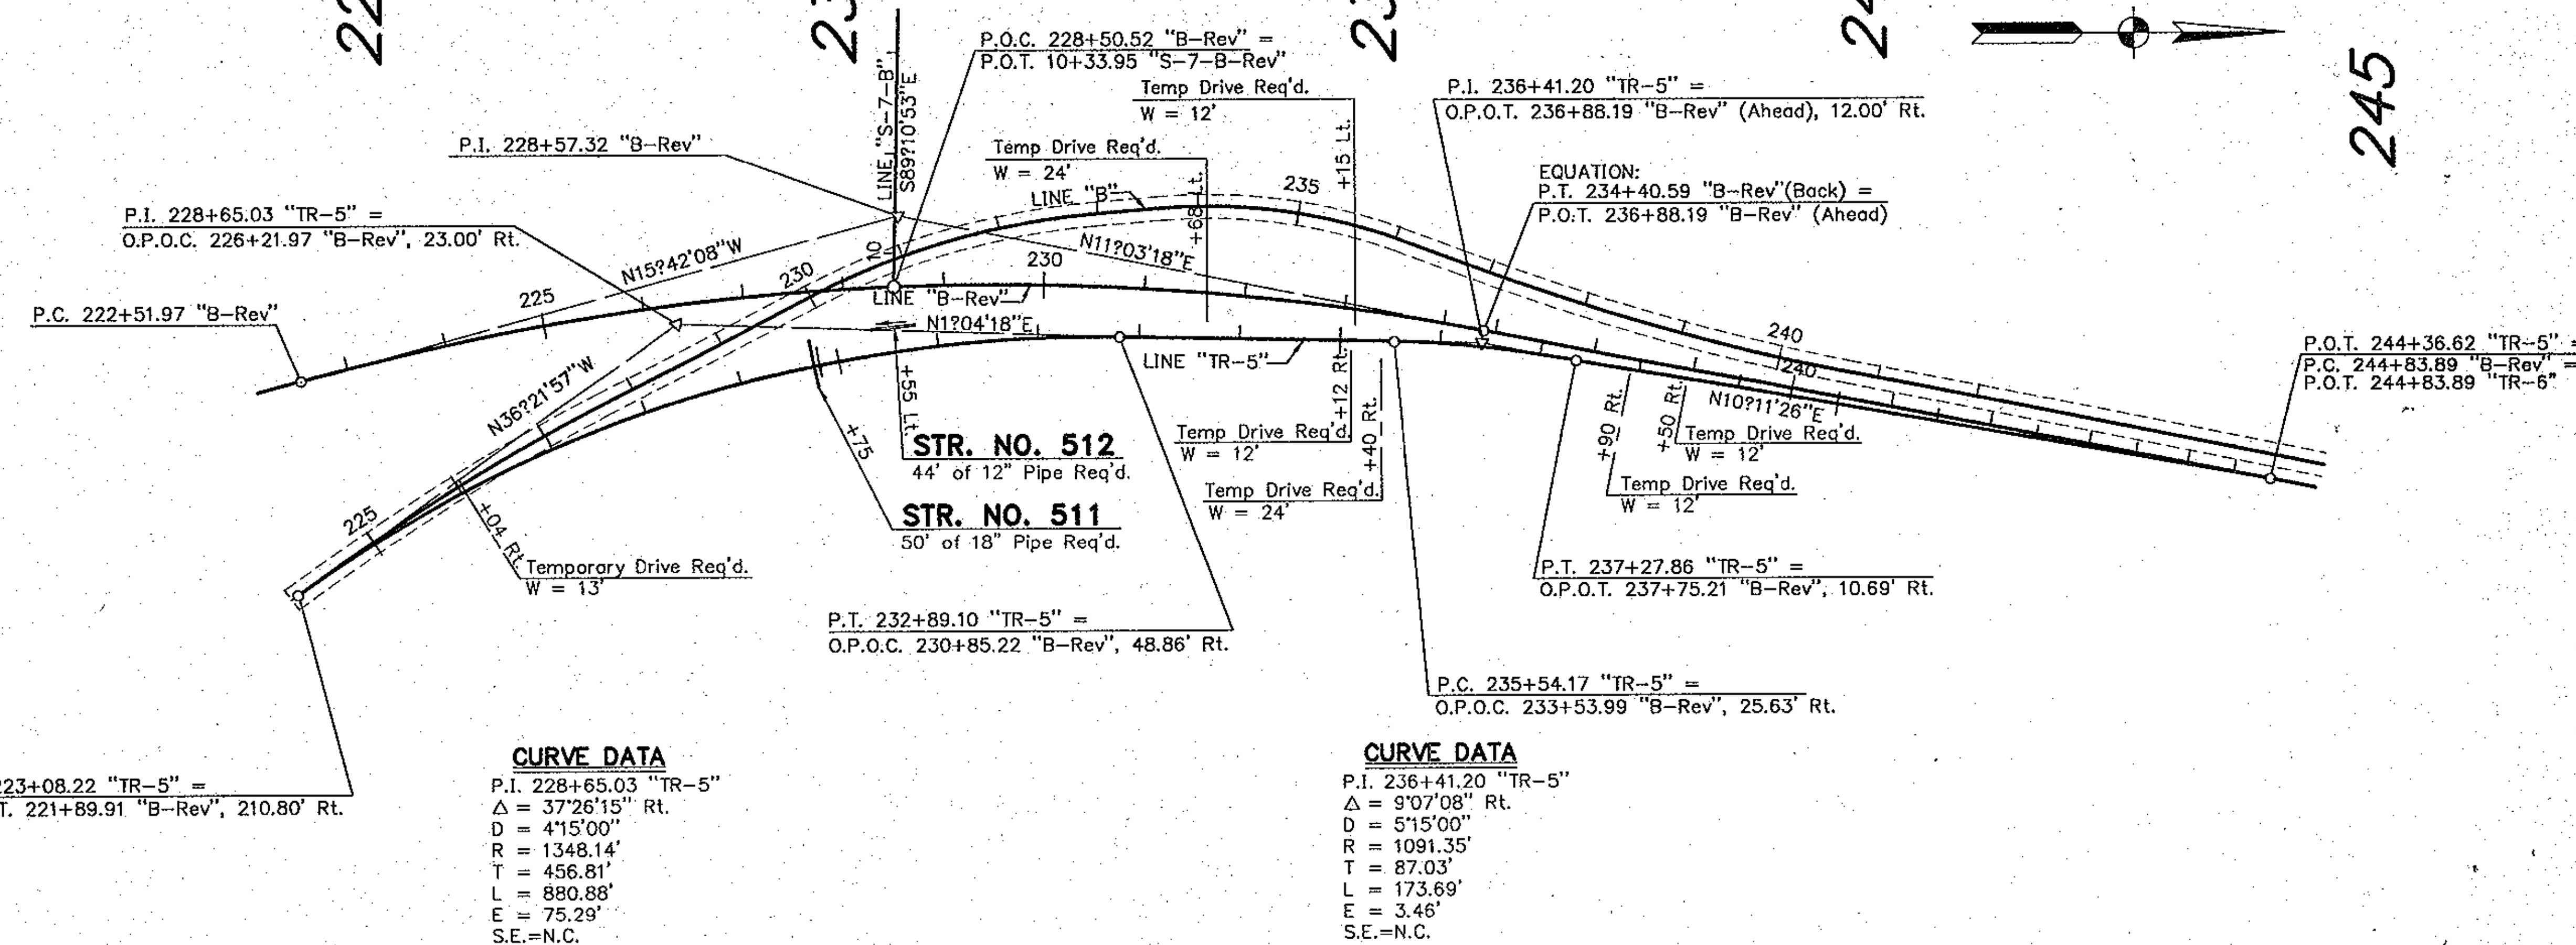 245
P.O.C. 228+50.52 "B-Rev" =
P.O.T. 10+33.95 "S-7-B-Rev"
LINE "S-7-B"
S89?10'53"E
Temp Drive Req'd.
W = 12'
+15 Lt.
P.I. 236+41.20 "TR-5" =
O.P.O.T. 236+88.19 "B-Rev" (Ahead), 12.00' Rt.
P.I. 228+57.32 "B-Rev"
Temp Drive Req'd.
W = 24'
+68 Lt.
EQUATION:
P.T. 234+40.59 "B-Rev"(Back) =
P.O.T. 236+88.19 "B-Rev" (Ahead)
LINE "B"
235
P.I. 228+65.03 "TR-5" =
O.P.O.C. 226+21.97 "B-Rev", 23.00' Rt.
N15?42'08"W
10
N11?03'18"E
230
230
225
P.C. 222+51.97 "B-Rev"
LINE "B-Rev"
N1?04'18"E
240
240
P.O.T. 244+36.62 "TR-5" =
P.C. 244+83.89 "B-Rev" =
P.O.T. 244+83.89 "TR-6"
LINE "TR-5"
N36?21'57"W
+55 Lt.
+75
+12 Rt.
+40 Rt.
+90 Rt.
+50 Rt.
N10?11'26"E
STR. NO. 512
44' of 12" Pipe Req'd.
Temp Drive Req'd.
W = 12'
Temp Drive Req'd.
W = 12'
Temp Drive Req'd.
W = 24'
Temp Drive Req'd.
W = 12'
STR. NO. 511
50' of 18" Pipe Req'd.
225
+04 Rt.
Temporary Drive Req'd.
W = 13'
P.T. 237+27.86 "TR-5" =
O.P.O.T. 237+75.21 "B-Rev", 10.69' Rt.
P.T. 232+89.10 "TR-5" =
O.P.O.C. 230+85.22 "B-Rev", 48.86' Rt.
P.C. 235+54.17 "TR-5" =
O.P.O.C. 233+53.99 "B-Rev", 25.63' Rt.
23+08.22 "TR-5" =
T. 221+89.91 "B-Rev", 210.80' Rt.
CURVE DATA
P.I. 228+65.03 "TR-5"
Δ = 37°26'15" Rt.
D = 4°15'00"
R = 1348.14'
T = 456.81'
L = 880.88'
E = 75.29'
S.E.=N.C.
CURVE DATA
P.I. 236+41.20 "TR-5"
Δ = 9°07'08" Rt.
D = 5°15'00"
R = 1091.35'
T = 87.03'
L = 173.69'
E = 3.46'
S.E.=N.C.